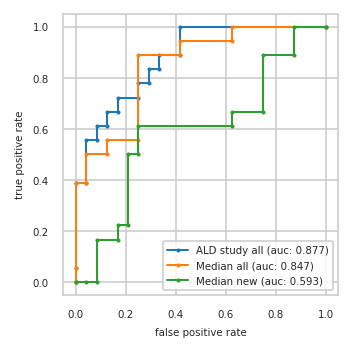 1.0
0.8
0.6
0.4
0.2
0.0
true positive rate
ALD study all (auc: 0.877)
Median all (auc: 0.847)
Median new (auc: 0.593)
0.0 0.2 0.4 0.6 0.8 1.0
false positive rate